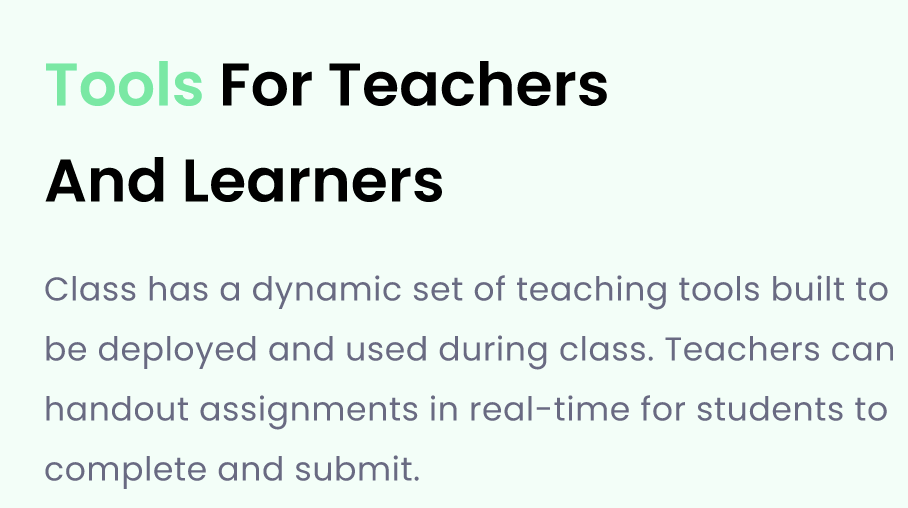 Tools For Teachers
And Learners
Class has a dynamic set of teaching tools built to
be deployed and used during class. Teachers can
handout assignments in real-time for students to
complete and submit.